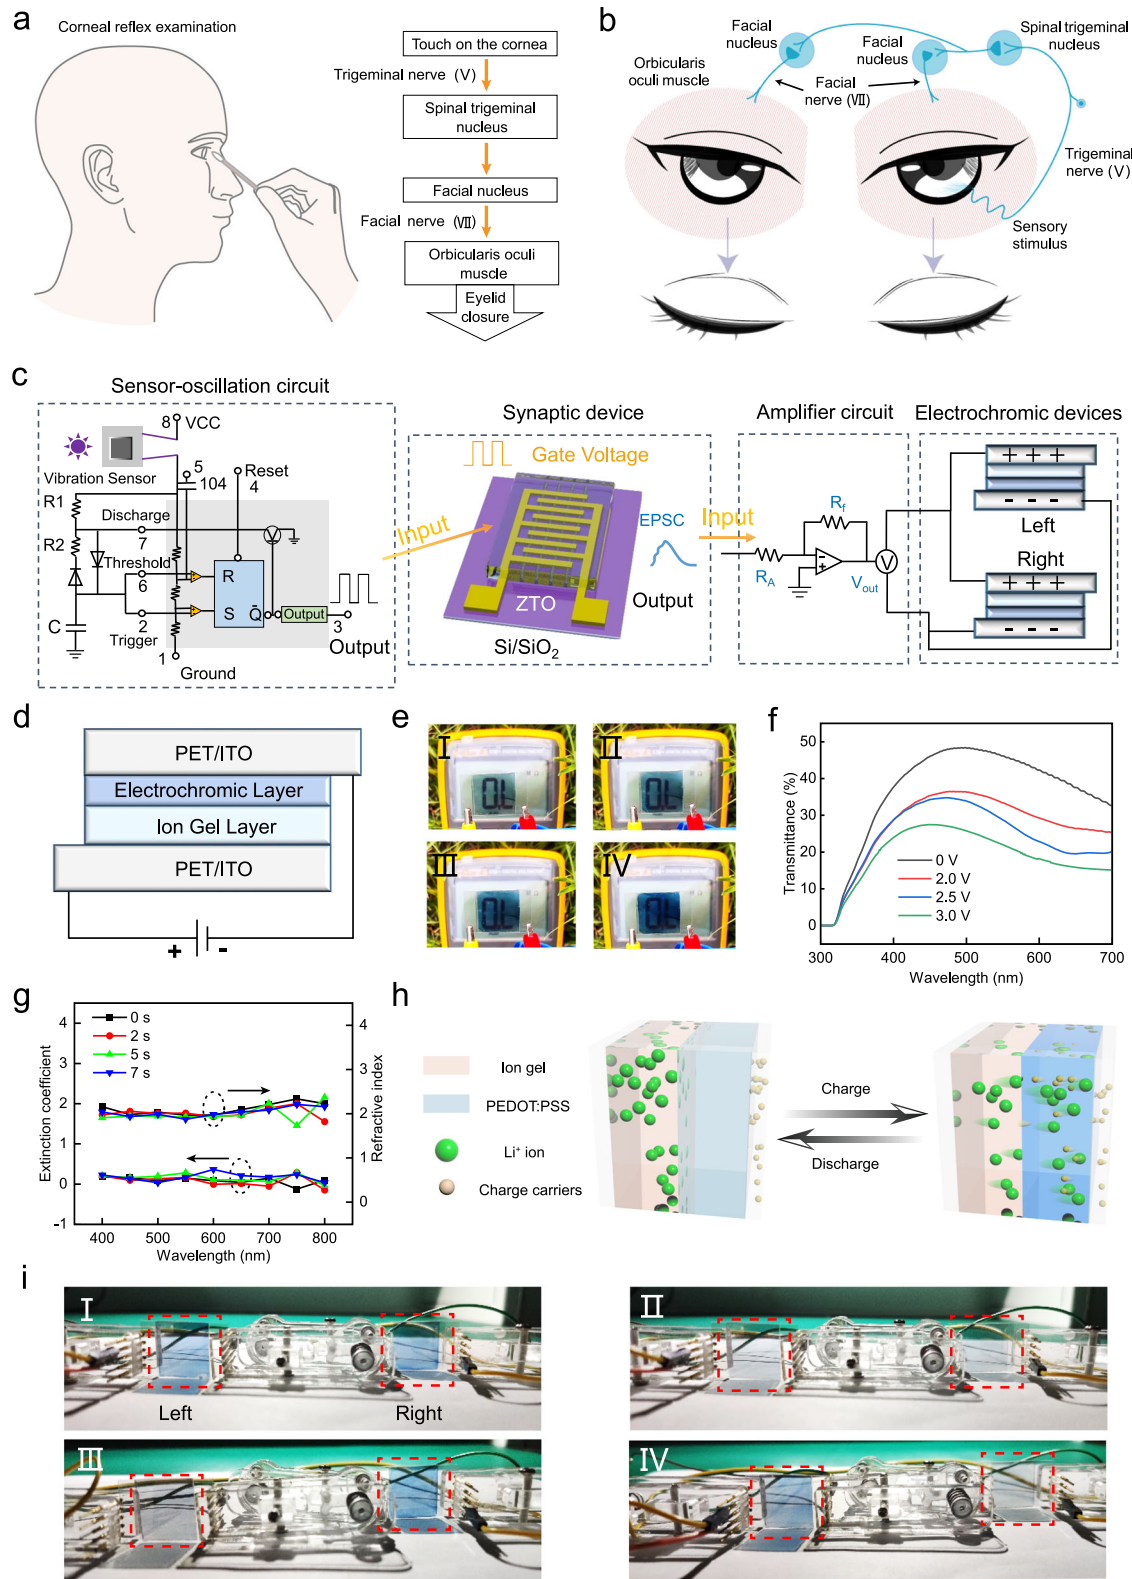 a
Corneal reflex examination
Touch on the cornea
Trigeminal nerve (Ⅴ)
Spinal trigeminal
nucleus
Facial nucleus
Facial nerve (Ⅶ)
Orbicularis oculi
muscle
Eyelid
closure
b
Facial
nucleus
Facial
nucleus
Spinal trigeminal
nucleus
Orbicularis
oculi muscle
Facial
nerve (Ⅶ)
Trigeminal
nerve (Ⅴ)
Sensory
stimulus
c
Sensor-oscillation circuit
8 VCC
Vibration Sensor
5
104
Reset
4
R1
Discharge
7
R2
Threshold
6
R
S
Q̄
V
Output
3
Output
C
2
Trigger
1
Ground
Input
Synaptic device
Gate Voltage
ZTO
Si/SiO2
EPSC
Output
Input
Amplifier circuit
Rf
RA
Vout
V
Electrochromic devices
+ + +
- - -
Left
Right
+ + +
- - -
d
PET/ITO
Electrochromic Layer
Ion Gel Layer
PET/ITO
+ -
e
Ⅰ
0L
Ⅱ
0L
Ⅲ
0L
Ⅳ
0L
f
Transmittance (%)
50
40
30
20
10
0
0 V
2.0 V
2.5 V
3.0 V
300 400 500 600 700
Wavelength (nm)
g
Extinction coefficient
4
3
2
1
0
-1
0 s
2 s
5 s
7 s
4
3
2
1
0
Refractive index
400 500 600 700 800
Wavelength (nm)
h
Ion gel
PEDOT:PSS
Li+ ion
Charge carriers
Charge
Discharge
i
Ⅰ
Left
Right
Ⅱ
Ⅲ
Ⅳ